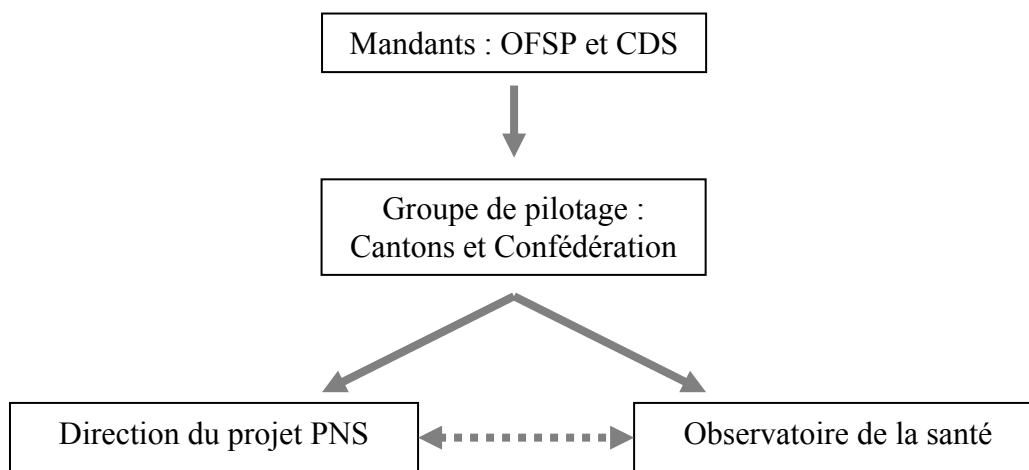 Mandants : OFSP et CDS
Groupe de pilotage :
Cantons et Confédération
Direction du projet PNS
Observatoire de la santé